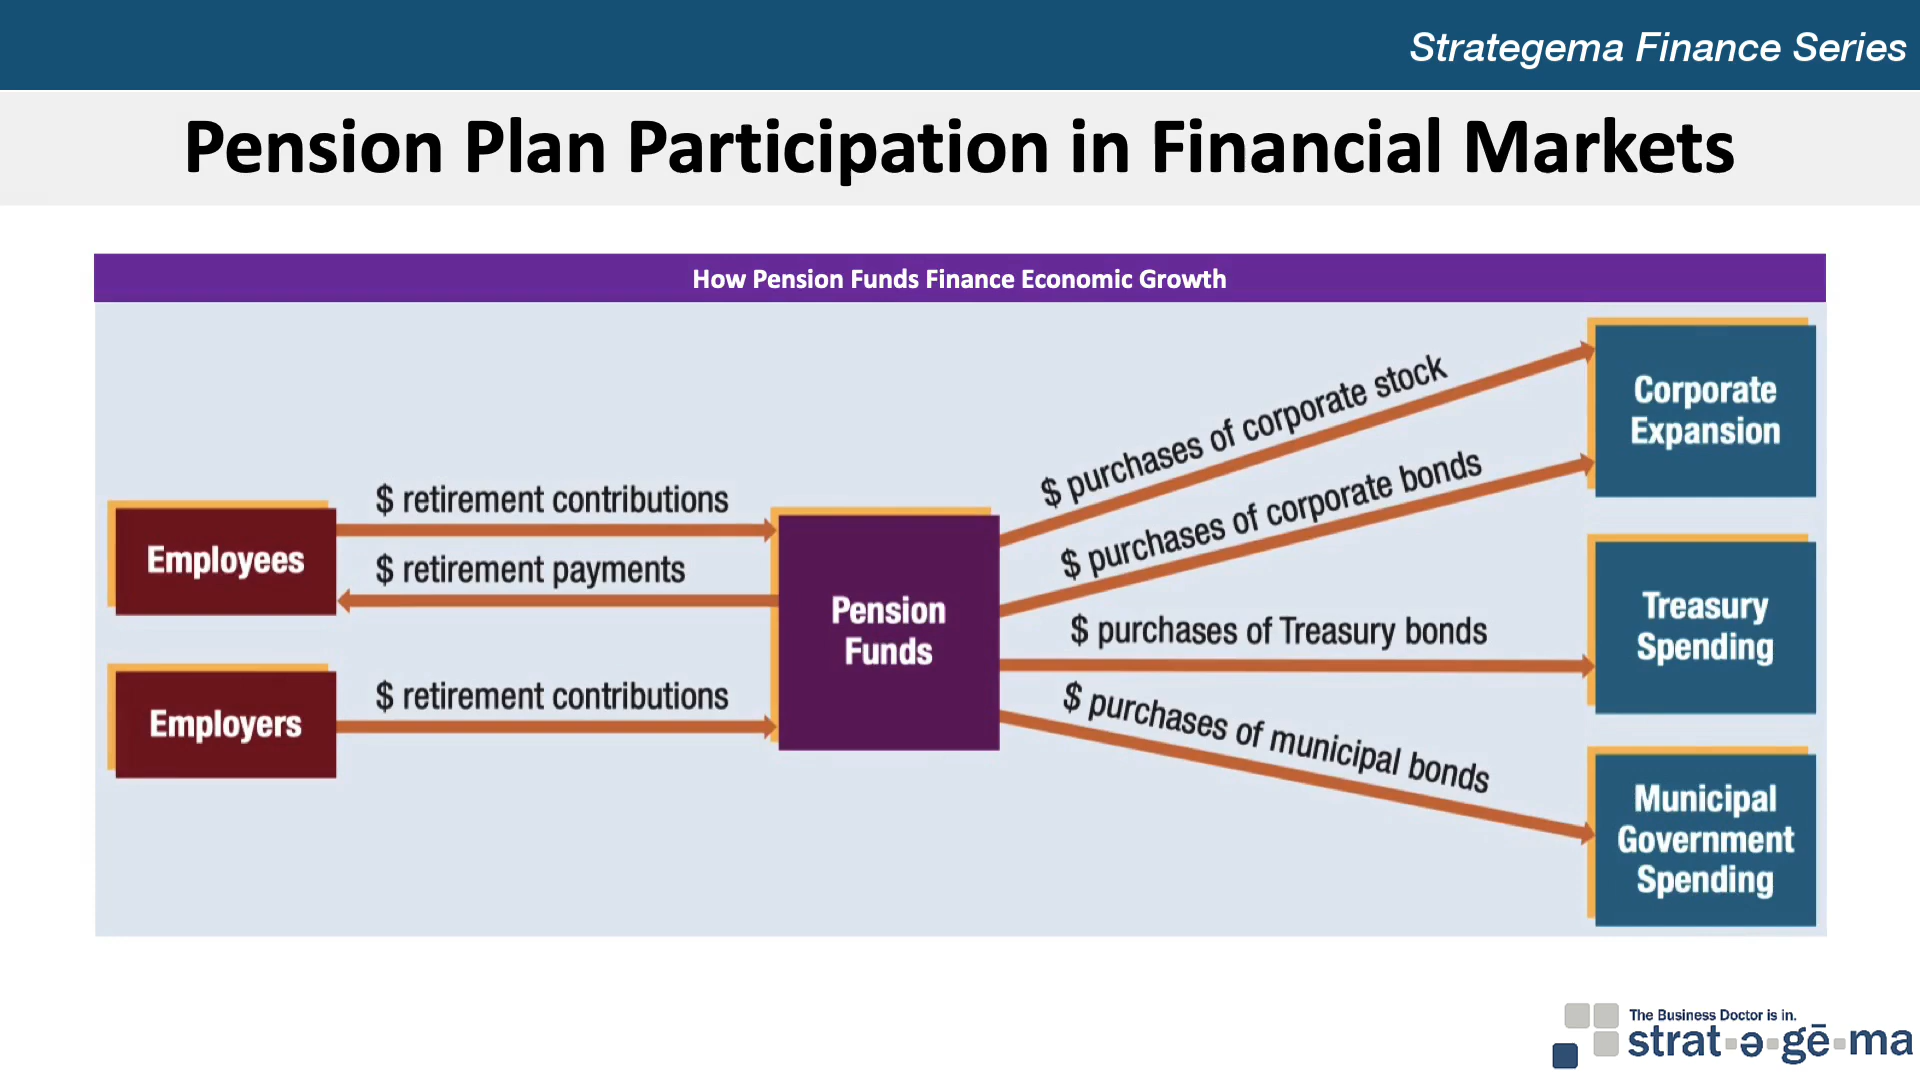 Strategema Finance Series
Pension Plan Participation in Financial Markets
How Pension Funds Finance Economic Growth
Employees
$ retirement contributions
$ retirement payments
Employers
$ retirement contributions
Pension
Funds
$ purchases of corporate stock
$ purchases of corporate bonds
$ purchases of Treasury bonds
$ purchases of municipal bonds
Corporate
Expansion
Treasury
Spending
Municipal
Government
Spending
The Business Doctor is in.
strat▪ə▪gē▪ma